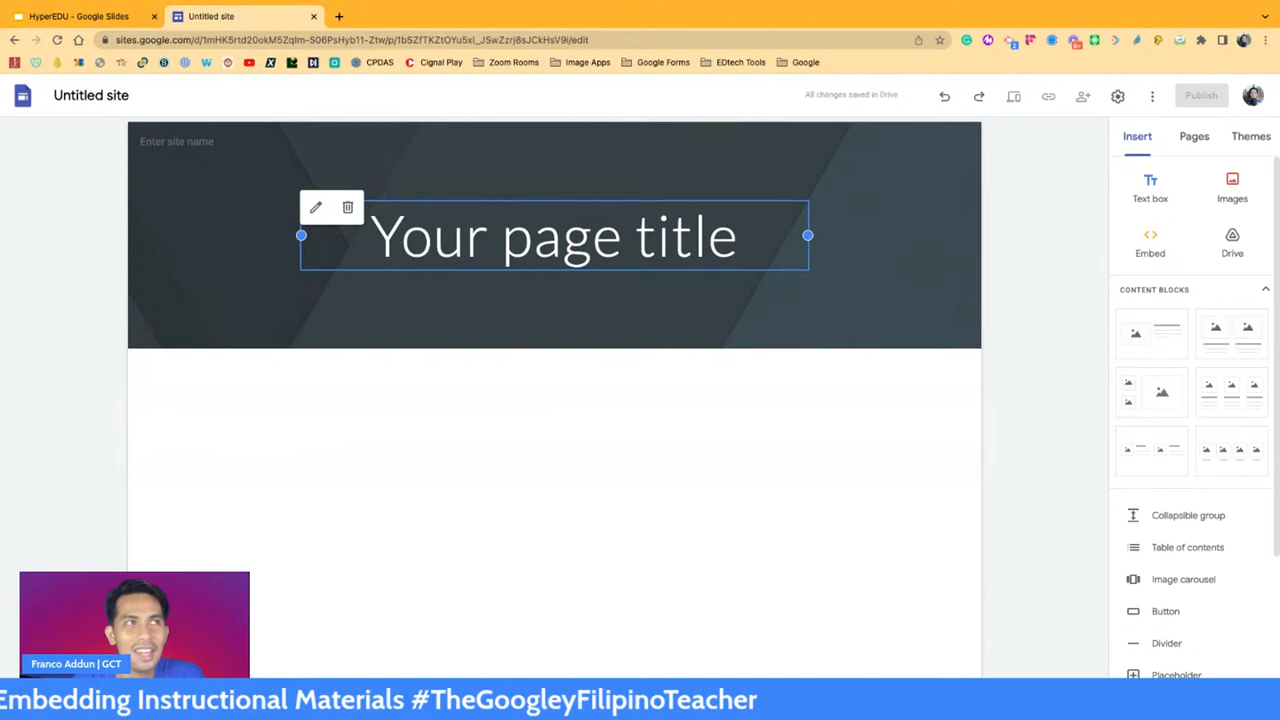 HyperEDU - Google Slides
Untitled site
sites.google.com/d/1mHK5rtd20okM5Zqlm-S06PsHyb11-Ztw/p/1bSZfTKZtOYu5xl_JSwZzrj8sJCkHsV9i/edit
CPDAS
Cignal Play
Zoom Rooms
Image Apps
Google Forms
EDtech Tools
Google
Untitled site
All changes saved in Drive
Publish
Enter site name
Insert
Pages
Themes
Your page title
Text box
Images
Embed
Drive
CONTENT BLOCKS
Collapsible group
Table of contents
Image carousel
Button
Divider
Placeholder
Franco Addun | GCT
Embedding Instructional Materials #TheGoogleyFilipinoTeacher